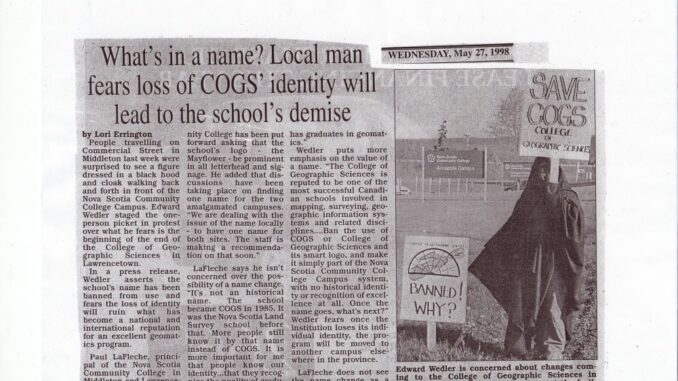 What's in a name? Local man
fears loss of COGS' identity will
lead to the school's demise
WEDNESDAY, May 27, 1998
by Lori Errington
People travelling on
Commercial Street in
Middleton last week were
surprised to see a figure
dressed in a black hood
and cloak walking back
and forth in front of the
Nova Scotia Community
College Campus. Edward
Wedler staged the one-
person picket in protest
over what he fears is the
beginning of the end of
the College of Geo-
graphic Sciences in
Lawrencetown.
In a press release,
Wedler asserts the
school's name has been
banned from use and
fears the loss of identity
will ruin what has
become a national and
international reputation
for an excellent geomat-
ics program.
Paul LaFleche, princi-
pal of the Nova Scotia
Community College in
nity College has been put
forward asking that the
school's logo - the
Mayflower - be prominent
in all letterhead and sig-
nage. He added that dis-
cussions have been
taking place on finding
one name for the two
amalgamated campuses.
"We are dealing with the
issue of the name locally
- to have one name for
both sites. The staff is
making a recommenda-
tion on that soon."
LaFleche says he isn't
concerned over the pos-
sibility of a name change.
"It's not an historical
name. The school
became COGS in 1985. It
was the Nova Scotia Land
Survey school before
that. More people still
know it by that name
instead of COGS. It is
more important for me
that people know our
identity...that they recog-
has graduates in geomat-
ics."
Wedler puts more
emphasis on the value of
a name. "The College of
Geographic Sciences is
reputed to be one of the
most successful Canadi-
an schools involved in
mapping, surveying, geo-
graphic information sys-
tems and related disci-
plines....Ban the use of
COGS or College of
Geographic Sciences and
its smart logo, and make
it simply part of the Nova
Scotia Community Col-
lege Campus system,
with no historical identi-
ty or recognition of excel-
lence at all. Once the
name goes, what's next?"
Wedler fears once the
institution loses its indi-
vidual identity, the pro-
gram will be moved to
another campus else-
where in the province.
LaFleche does not see
the name change as a
SAVE
COGS
COLLEGE
OF
GEOGRAPHIC SCIENCES
Nova Scotia
Community College
Annapolis Campus
BANNED!
WHY?
Edward Wedler is concerned about changes com-
ing to the College of Geographic Sciences in